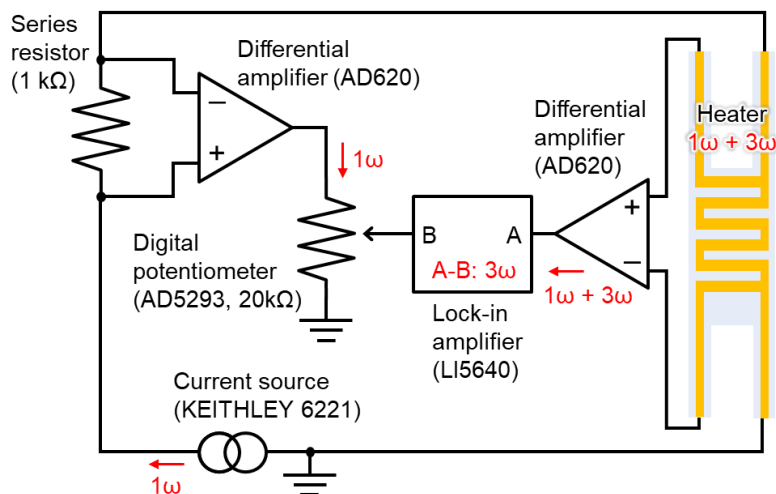 Series
resistor
(1 kΩ)
Differential
amplifier (AD620)
−
+
1ω
Differential
amplifier
(AD620)
Heater
1ω + 3ω
+
−
B
A
A-B: 3ω
1ω + 3ω
Digital
potentiometer
(AD5293, 20kΩ)
Lock-in
amplifier
(LI5640)
Current source
(KEITHLEY 6221)
1ω